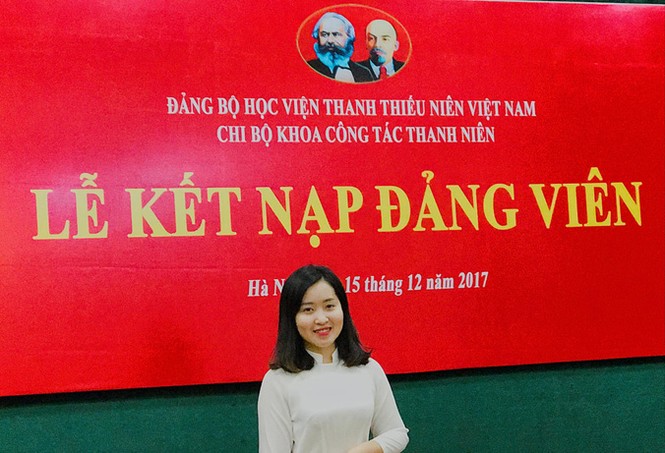 ĐẢNG BỘ HỌC VIỆN THANH THIẾU NIÊN VIỆT NAM
CHI BỘ KHOA CÔNG TÁC THANH NIÊN
LỄ KẾT NẠP ĐẢNG VIÊN
Hà 15 tháng 12 năm 2017